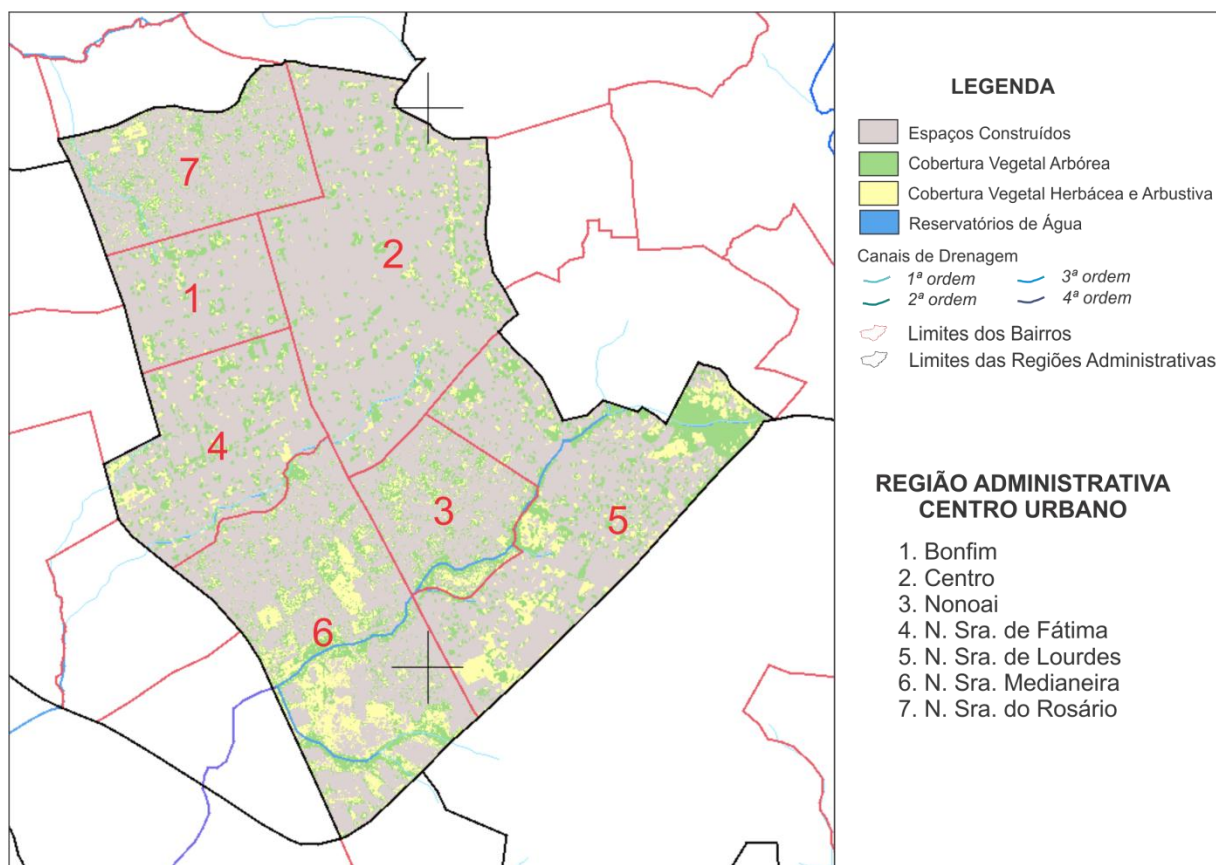 7
2
1
4
3
5
6
LEGENDA
Espaços Construídos
Cobertura Vegetal Arbórea
Cobertura Vegetal Herbácea e Arbustiva
Reservatórios de Água
Canais de Drenagem
1ª ordem 3ª ordem
2ª ordem 4ª ordem
Limites dos Bairros
Limites das Regiões Administrativas
REGIÃO ADMINISTRATIVA
CENTRO URBANO
1. Bonfim
2. Centro
3. Nonoai
4. N. Sra. de Fátima
5. N. Sra. de Lourdes
6. N. Sra. Medianeira
7. N. Sra. do Rosário